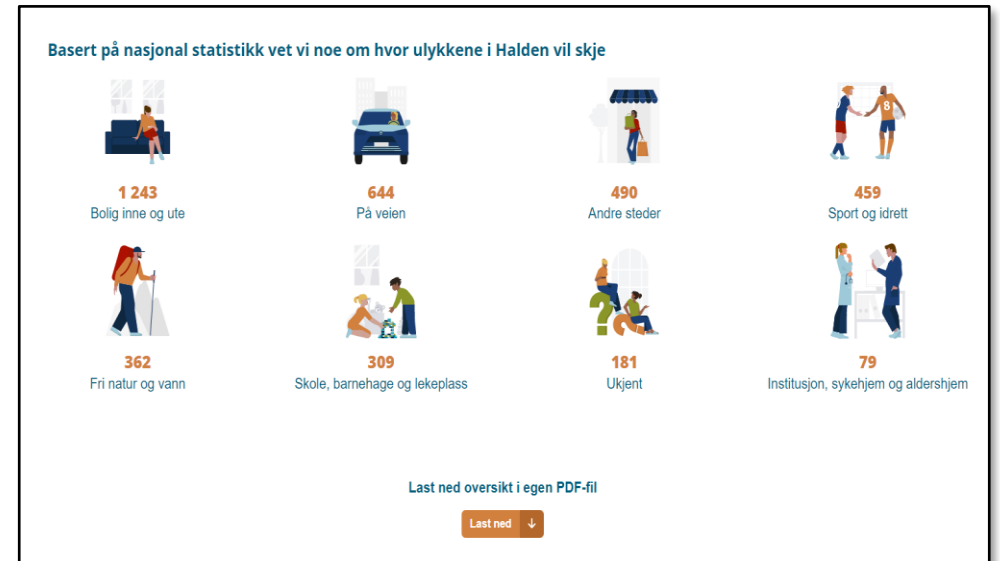 Basert på nasjonal statistikk vet vi noe om hvor ulykkene i Halden vil skje
1 243
Bolig inne og ute
644
På veien
490
Andre steder
8
459
Sport og idrett
362
Fri natur og vann
309
Skole, barnehage og lekeplass
??
181
Ukjent
79
Institusjon, sykehjem og aldershjem
Last ned oversikt i egen PDF-fil
Last ned ↓